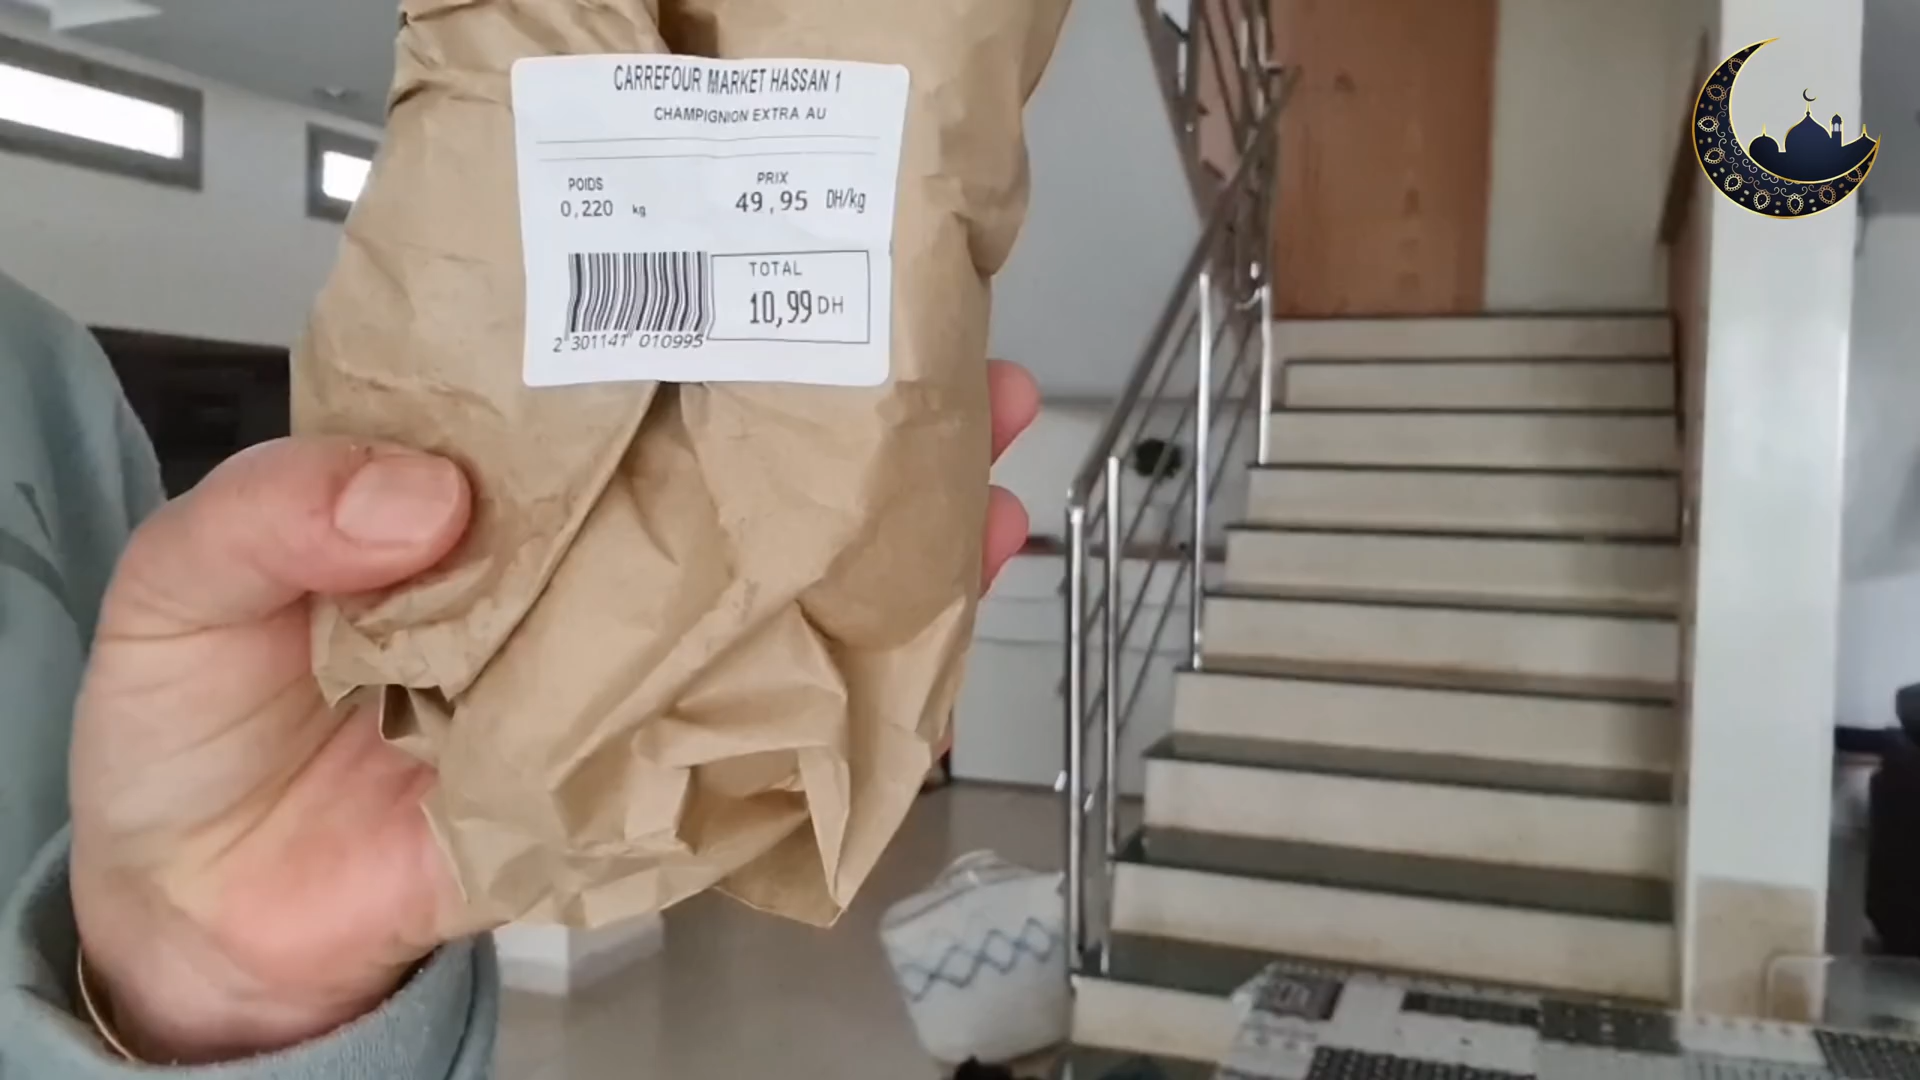 CARREFOUR MARKET HASSAN 1
CHAMPIGNION EXTRA AU
POIDS PRIX
0,220 kg 49,95 DH/kg
TOTAL
10,99 DH
2 301141 010995